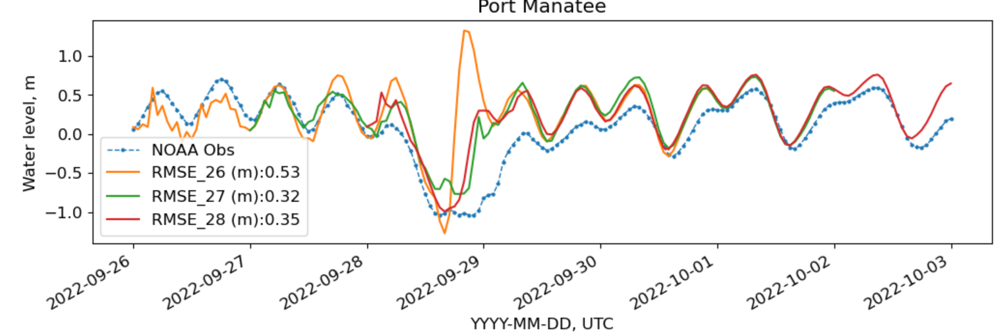 Port Manatee
Water level, m
1.0
0.5
0.0
−0.5
−1.0
NOAA Obs
RMSE_26 (m):0.53
RMSE_27 (m):0.32
RMSE_28 (m):0.35
2022-09-26
2022-09-27
2022-09-28
2022-09-29
2022-09-30
2022-10-01
2022-10-02
2022-10-03
YYYY-MM-DD, UTC